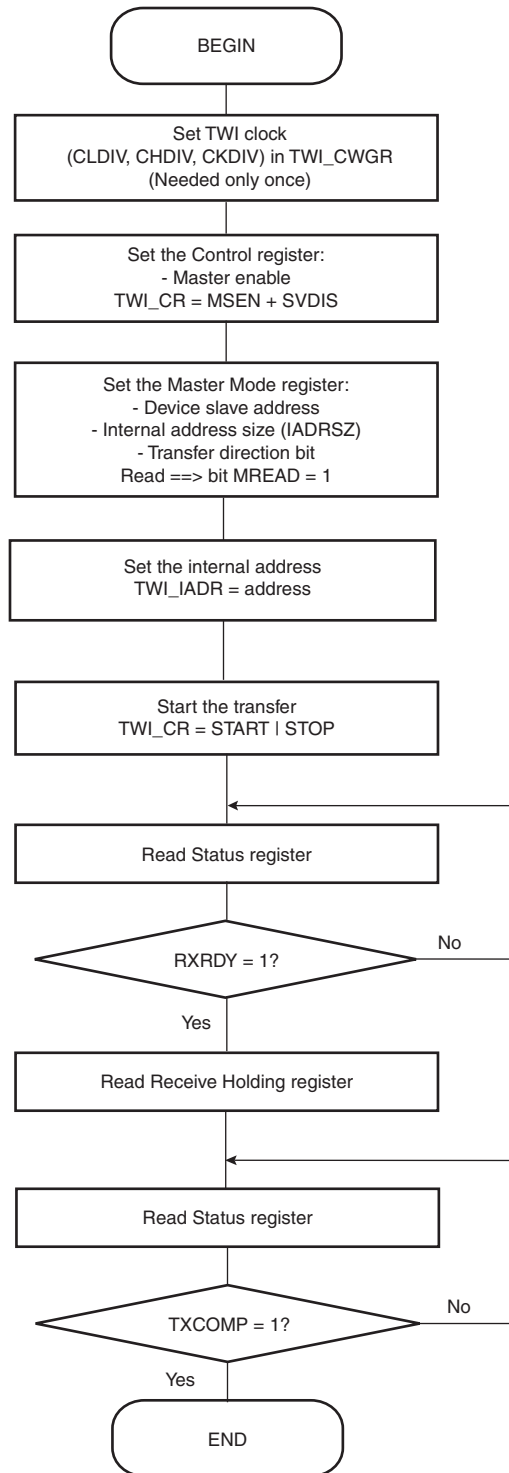 BEGIN
Set TWI clock
(CLDIV, CHDIV, CKDIV) in TWI_CWGR
(Needed only once)
Set the Control register:
- Master enable
TWI_CR = MSEN + SVDIS
Set the Master Mode register:
- Device slave address
- Internal address size (IADRSZ)
- Transfer direction bit
Read ==> bit MREAD = 1
Set the internal address
TWI_IADR = address
Start the transfer
TWI_CR = START | STOP
Read Status register
RXRDY = 1?
No
Yes
Read Receive Holding register
Read Status register
TXCOMP = 1?
No
Yes
END